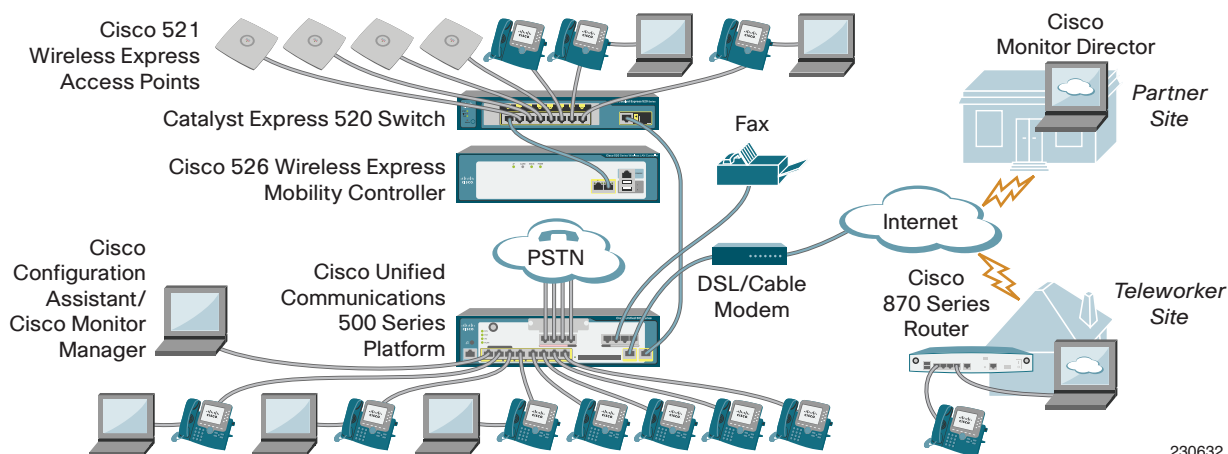 Cisco 521
Wireless Express
Access Points
Catalyst Express 520 Switch
Cisco 526 Wireless Express
Mobility Controller
Cisco
Configuration
Assistant/
Cisco Monitor
Manager
Cisco Unified
Communications
500 Series
Platform
PSTN
Fax
DSL/Cable
Modem
Internet
Cisco
Monitor Director
Partner
Site
Cisco
870 Series
Router
Teleworker
Site
230632